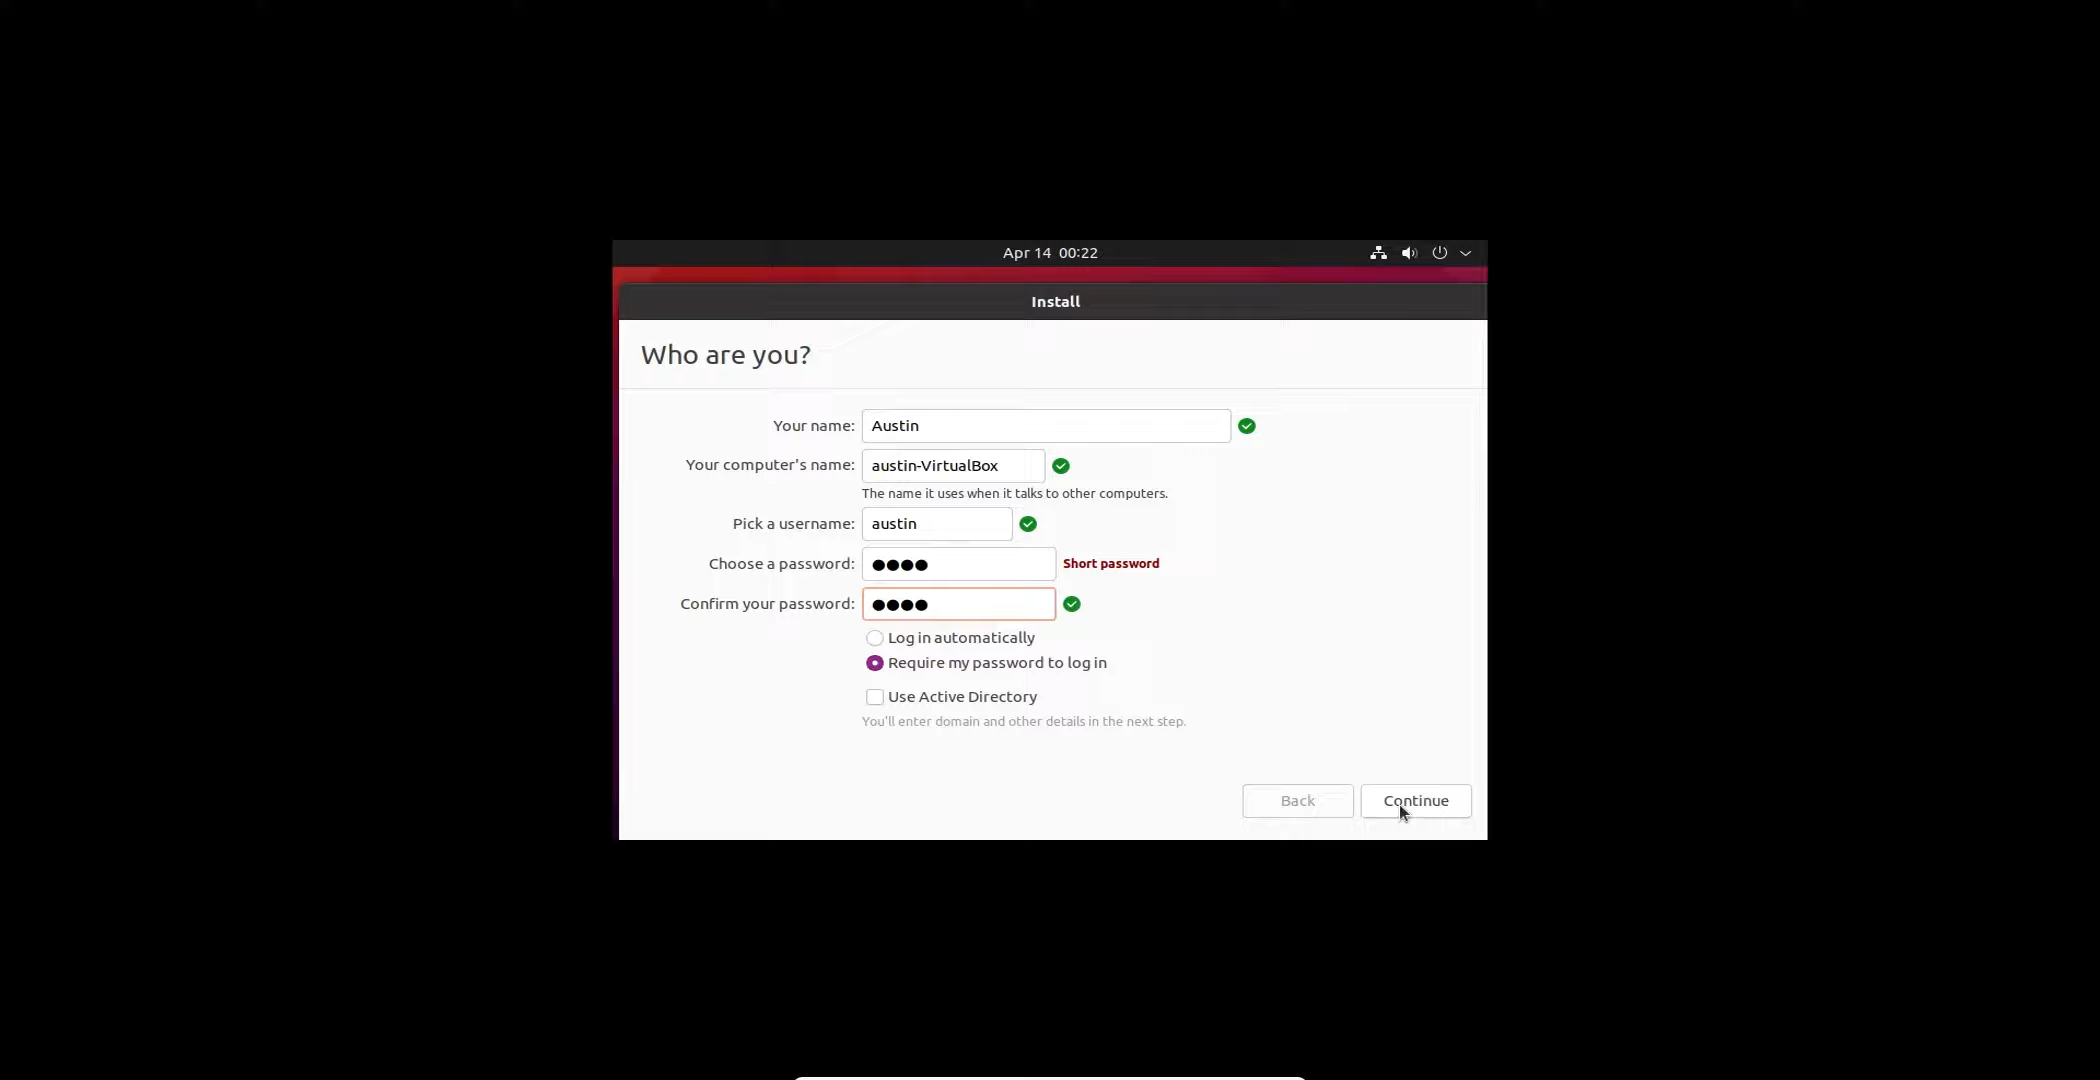 Apr 14 00:22
Install
Who are you?
Your name: Austin
Your computer's name: austin-VirtualBox
The name it uses when it talks to other computers.
Pick a username: austin
Choose a password: ●●●● Short password
Confirm your password: ●●●●
Log in automatically
Require my password to log in
Use Active Directory
You'll enter domain and other details in the next step.
Back Continue